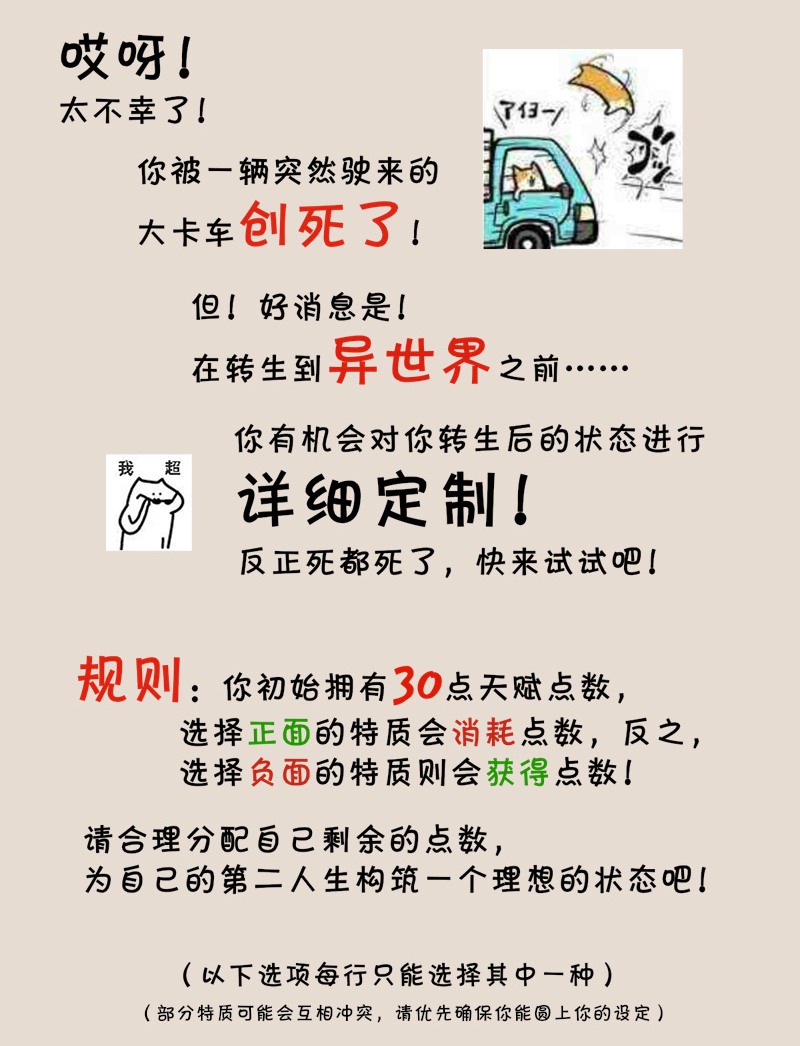 哎呀！
太不幸了！
你被一辆突然驶来的
大卡车创死了！
但！好消息是！
在转生到异世界之前……
我 超
你有机会对你转生后的状态进行
详细定制！
反正死都死了，快来试试吧！
规则：你初始拥有30点天赋点数，
选择正面的特质会消耗点数，反之，
选择负面的特质则会获得点数！
请合理分配自己剩余的点数，
为自己的第二人生构筑一个理想的状态吧！
（以下选项每行只能选择其中一种）
（部分特质可能会互相冲突，请优先确保你能圆上你的设定）